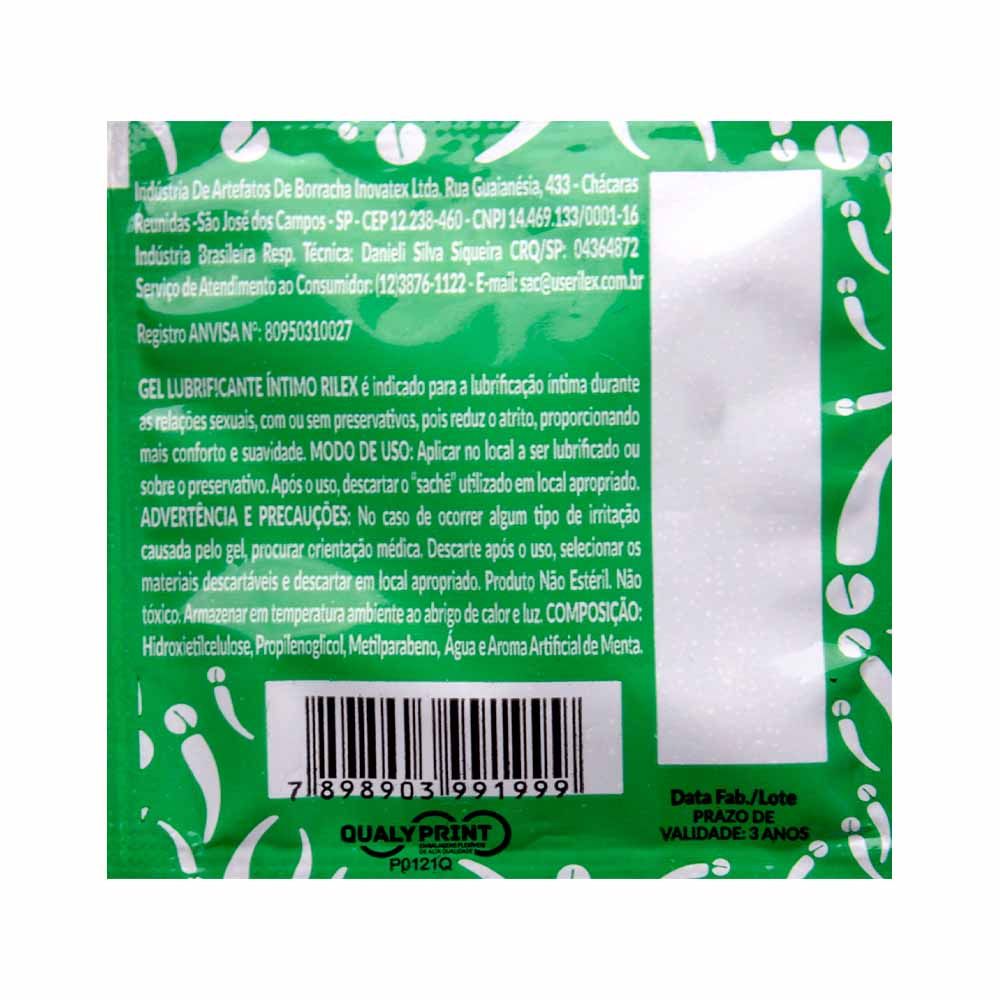 Indústria De Artefatos De Borracha Inovatex Ltda. Rua Guaianésia, 433 - Chácaras
Reunidas -São José dos Campos - SP - CEP 12.238-460 - CNPJ 14.469.133/0001-16
Indústria Brasileira Resp. Técnica: Danieli Silva Siqueira CRQ/SP: 04364872
Serviço de Atendimento ao Consumidor: (12)3876-1122 - E-mail: sac@userilex.com.br
Registro ANVISA Nº: 80950310027
GEL LUBRIFICANTE ÍNTIMO RILEX é indicado para a lubrificação íntima durante
as relações sexuais, com ou sem preservativos, pois reduz o atrito, proporcionando
mais conforto e suavidade. MODO DE USO: Aplicar no local a ser lubrificado ou
sobre o preservativo. Após o uso, descartar o "sachê" utilizado em local apropriado.
ADVERTÊNCIA E PRECAUÇÕES: No caso de ocorrer algum tipo de irritação
causada pelo gel, procurar orientação médica. Descarte após o uso, selecionar os
materiais descartáveis e descartar em local apropriado. Produto Não Estéril. Não
tóxico. Armazenar em temperatura ambiente ao abrigo de calor e luz. COMPOSIÇÃO:
Hidroxietilcelulose, Propilenoglicol, Metilparabeno, Água e Aroma Artificial de Menta.
7 898903 991999
QUALYPRINT
EMBALAGENS FLEXÍVEIS
DE ALTA QUALIDADE
P0121Q
Data Fab./Lote
PRAZO DE
VALIDADE: 3 ANOS